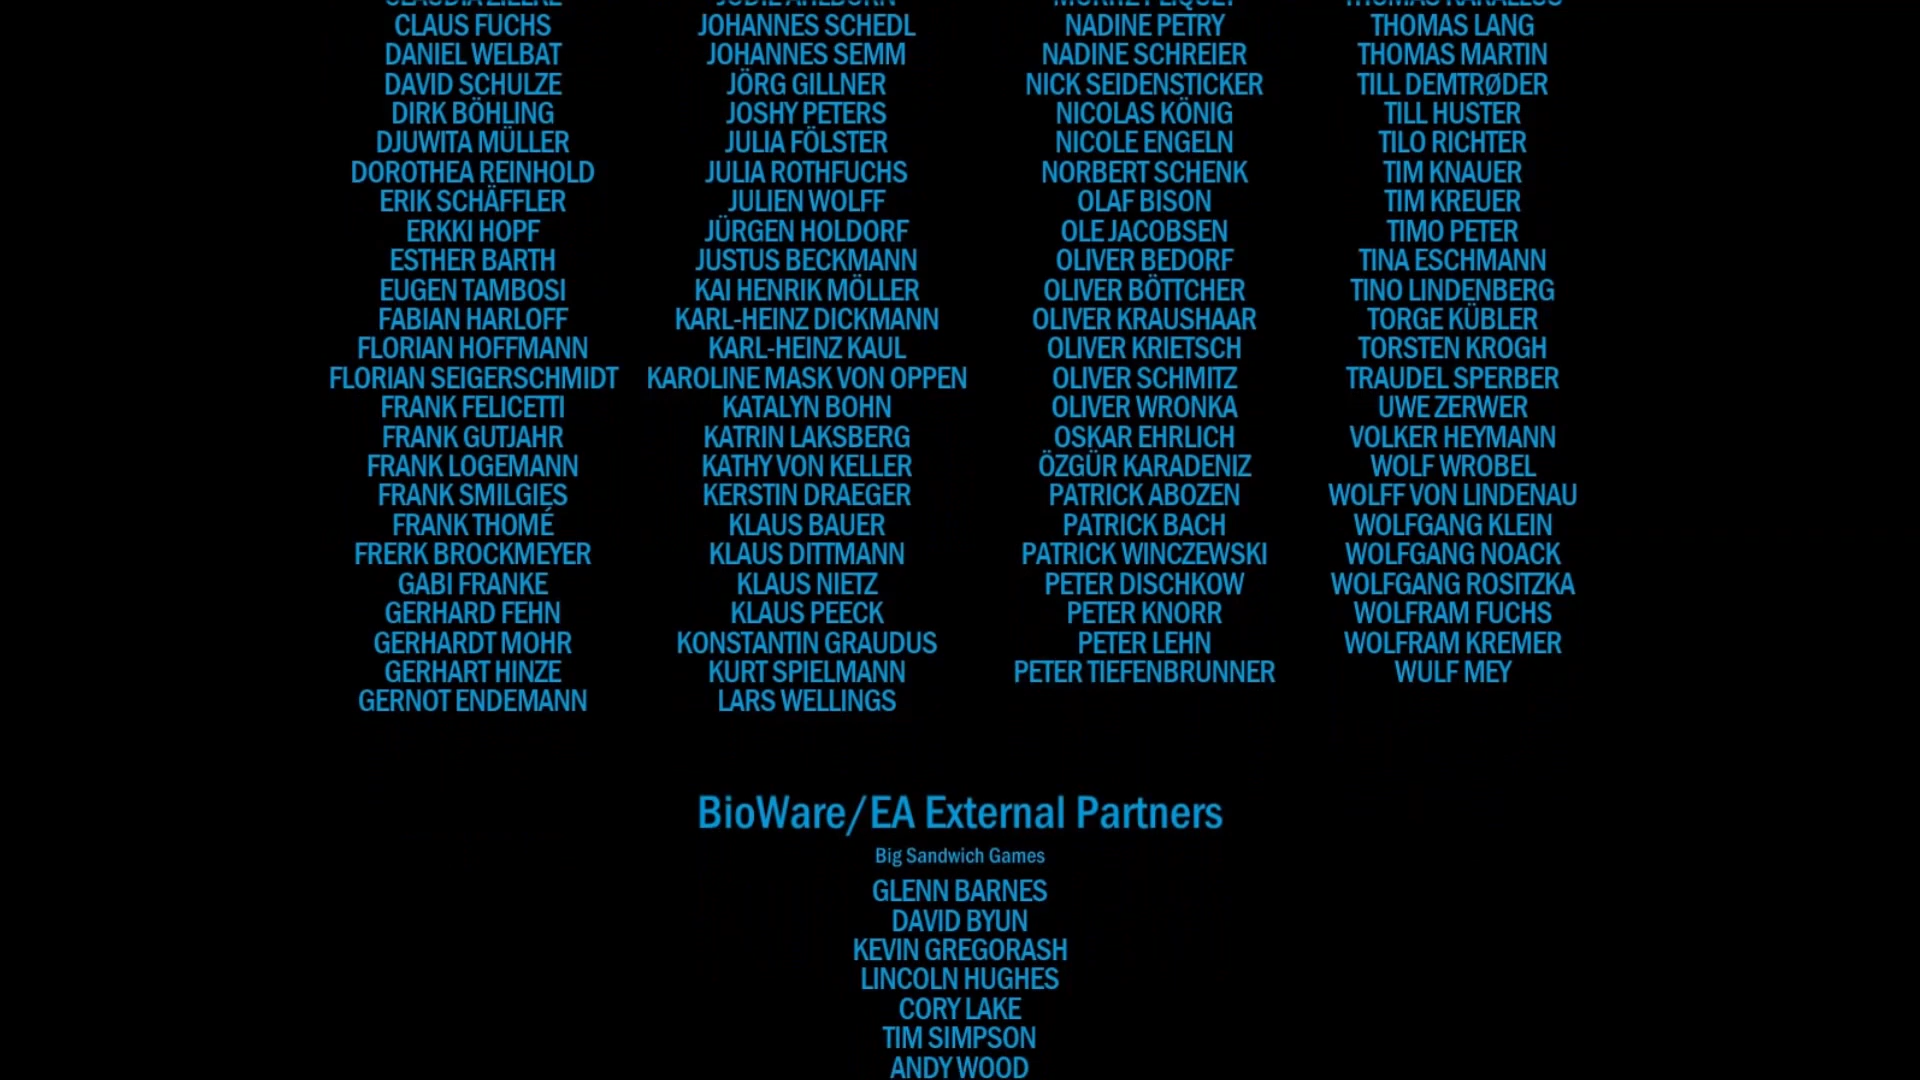 CLAUS FUCHS
DANIEL WELBAT
DAVID SCHULZE
DIRK BÖHLING
DJUWITA MÜLLER
DOROTHEA REINHOLD
ERIK SCHÄFFLER
ERKKI HOPF
ESTHER BARTH
EUGEN TAMBOSI
FABIAN HARLOFF
FLORIAN HOFFMANN
FLORIAN SEIGERSCHMIDT
FRANK FELICETTI
FRANK GUTJAHR
FRANK LOGEMANN
FRANK SMILGIES
FRANK THOMÉ
FRERK BROCKMEYER
GABI FRANKE
GERHARD FEHN
GERHARDT MOHR
GERHART HINZE
GERNOT ENDEMANN
JOHANNES SCHEDL
JOHANNES SEMM
JÖRG GILLNER
JOSHY PETERS
JULIA FÖLSTER
JULIA ROTHFUCHS
JULIEN WOLFF
JÜRGEN HOLDORF
JUSTUS BECKMANN
KAI HENRIK MÖLLER
KARL-HEINZ DICKMANN
KARL-HEINZ KAUL
KAROLINE MASK VON OPPEN
KATALYN BOHN
KATRIN LAKSBERG
KATHY VON KELLER
KERSTIN DRAEGER
KLAUS BAUER
KLAUS DITTMANN
KLAUS NIETZ
KLAUS PEECK
KONSTANTIN GRAUDUS
KURT SPIELMANN
LARS WELLINGS
NADINE PETRY
NADINE SCHREIER
NICK SEIDENSTICKER
NICOLAS KÖNIG
NICOLE ENGELN
NORBERT SCHENK
OLAF BISON
OLE JACOBSEN
OLIVER BEDORF
OLIVER BÖTTCHER
OLIVER KRAUSHAAR
OLIVER KRIETSCH
OLIVER SCHMITZ
OLIVER WRONKA
OSKAR EHRLICH
ÖZGÜR KARADENIZ
PATRICK ABOZEN
PATRICK BACH
PATRICK WINCZEWSKI
PETER DISCHKOW
PETER KNORR
PETER LEHN
PETER TIEFENBRUNNER
THOMAS LANG
THOMAS MARTIN
TILL DEMTRØDER
TILL HUSTER
TILO RICHTER
TIM KNAUER
TIM KREUER
TIMO PETER
TINA ESCHMANN
TINO LINDENBERG
TORGE KÜBLER
TORSTEN KROGH
TRAUDEL SPERBER
UWE ZERWER
VOLKER HEYMANN
WOLF WROBEL
WOLFF VON LINDENAU
WOLFGANG KLEIN
WOLFGANG NOACK
WOLFGANG ROSITZKA
WOLFRAM FUCHS
WOLFRAM KREMER
WULF MEY
BioWare/EA External Partners
Big Sandwich Games
GLENN BARNES
DAVID BYUN
KEVIN GREGORASH
LINCOLN HUGHES
CORY LAKE
TIM SIMPSON
ANDY WOOD